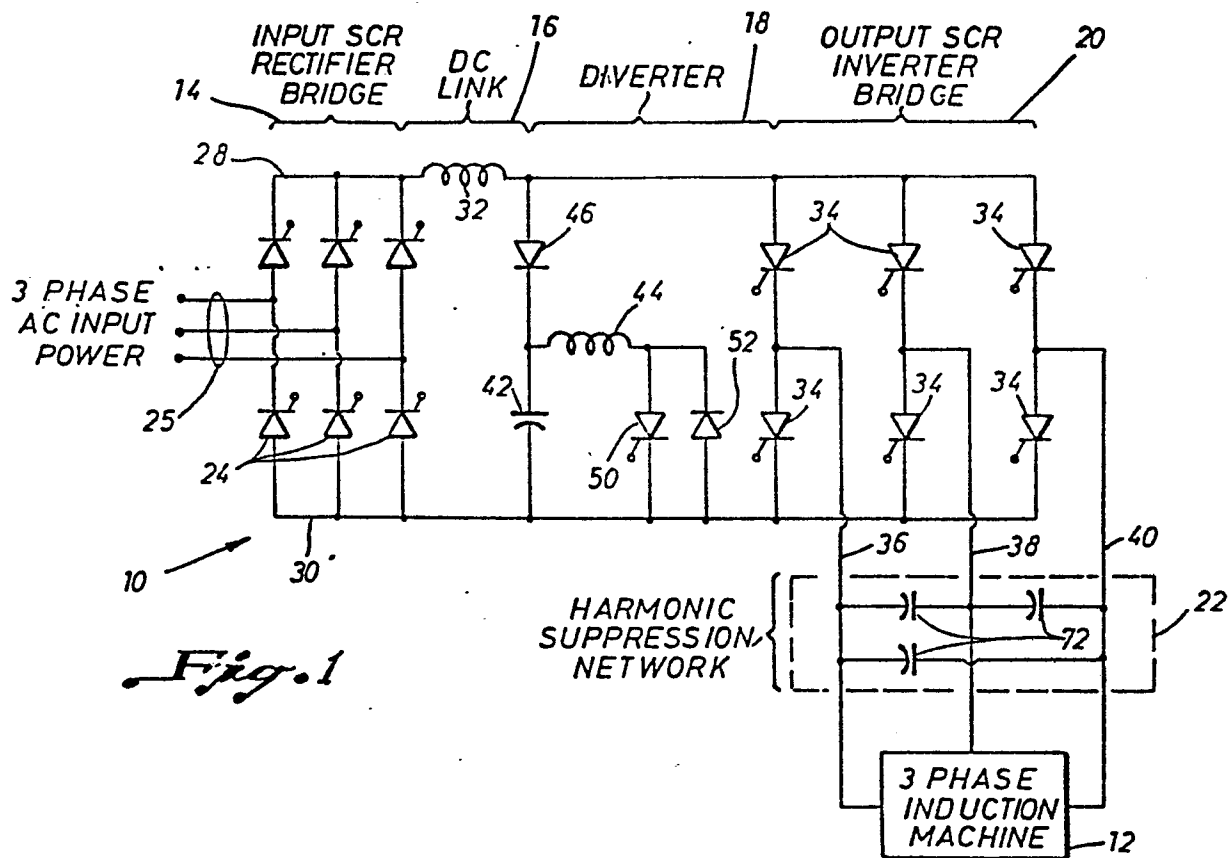 INPUT SCR
RECTIFIER
BRIDGE
DC
LINK
DIVERTER
OUTPUT SCR
INVERTER
BRIDGE
14
16
18
20
28
32
46
34
34
3 PHASE
AC INPUT
POWER
25
44
52
42
34
34
34
24
50
10
30
36
38
40
HARMONIC
SUPPRESSION
NETWORK
72
22
Fig. 1
3 PHASE
INDUCTION
MACHINE
12